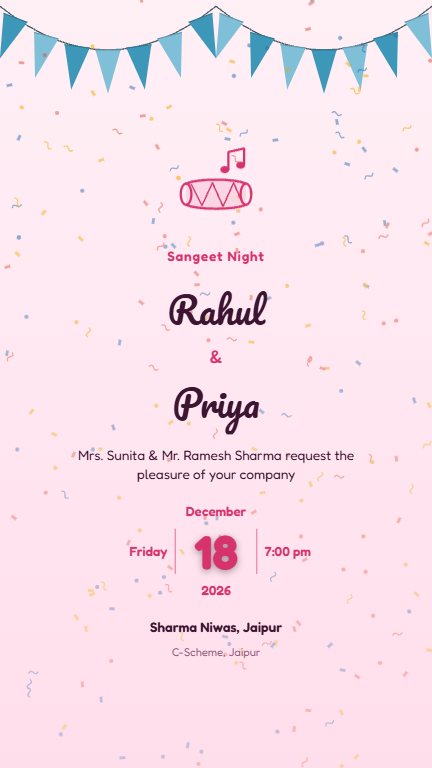 Sangeet Night
Rahul
&
Priya
Mrs. Sunita & Mr. Ramesh Sharma request the
pleasure of your company
December
Friday 18 7:00 pm
2026
Sharma Niwas, Jaipur
C-Scheme, Jaipur